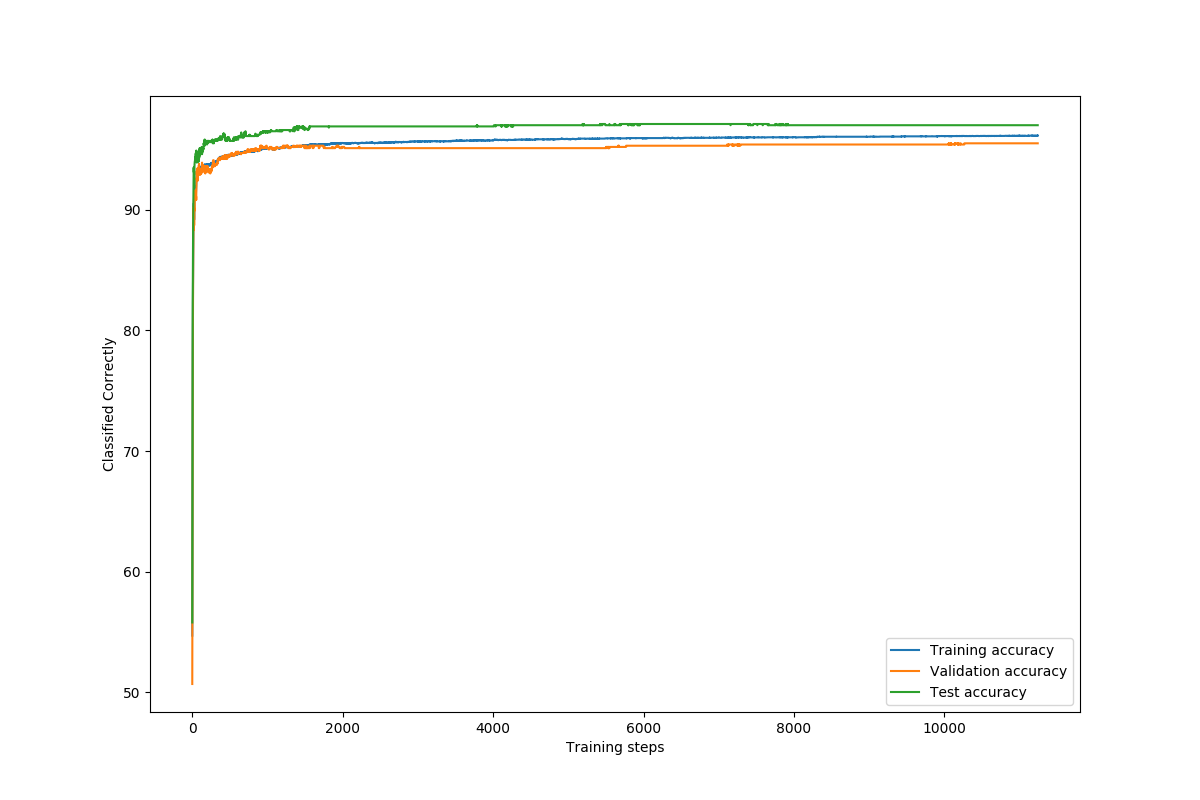 90
80
70
60
50
Classified Correctly
0 2000 4000 6000 8000 10000
Training steps
Training accuracy
Validation accuracy
Test accuracy